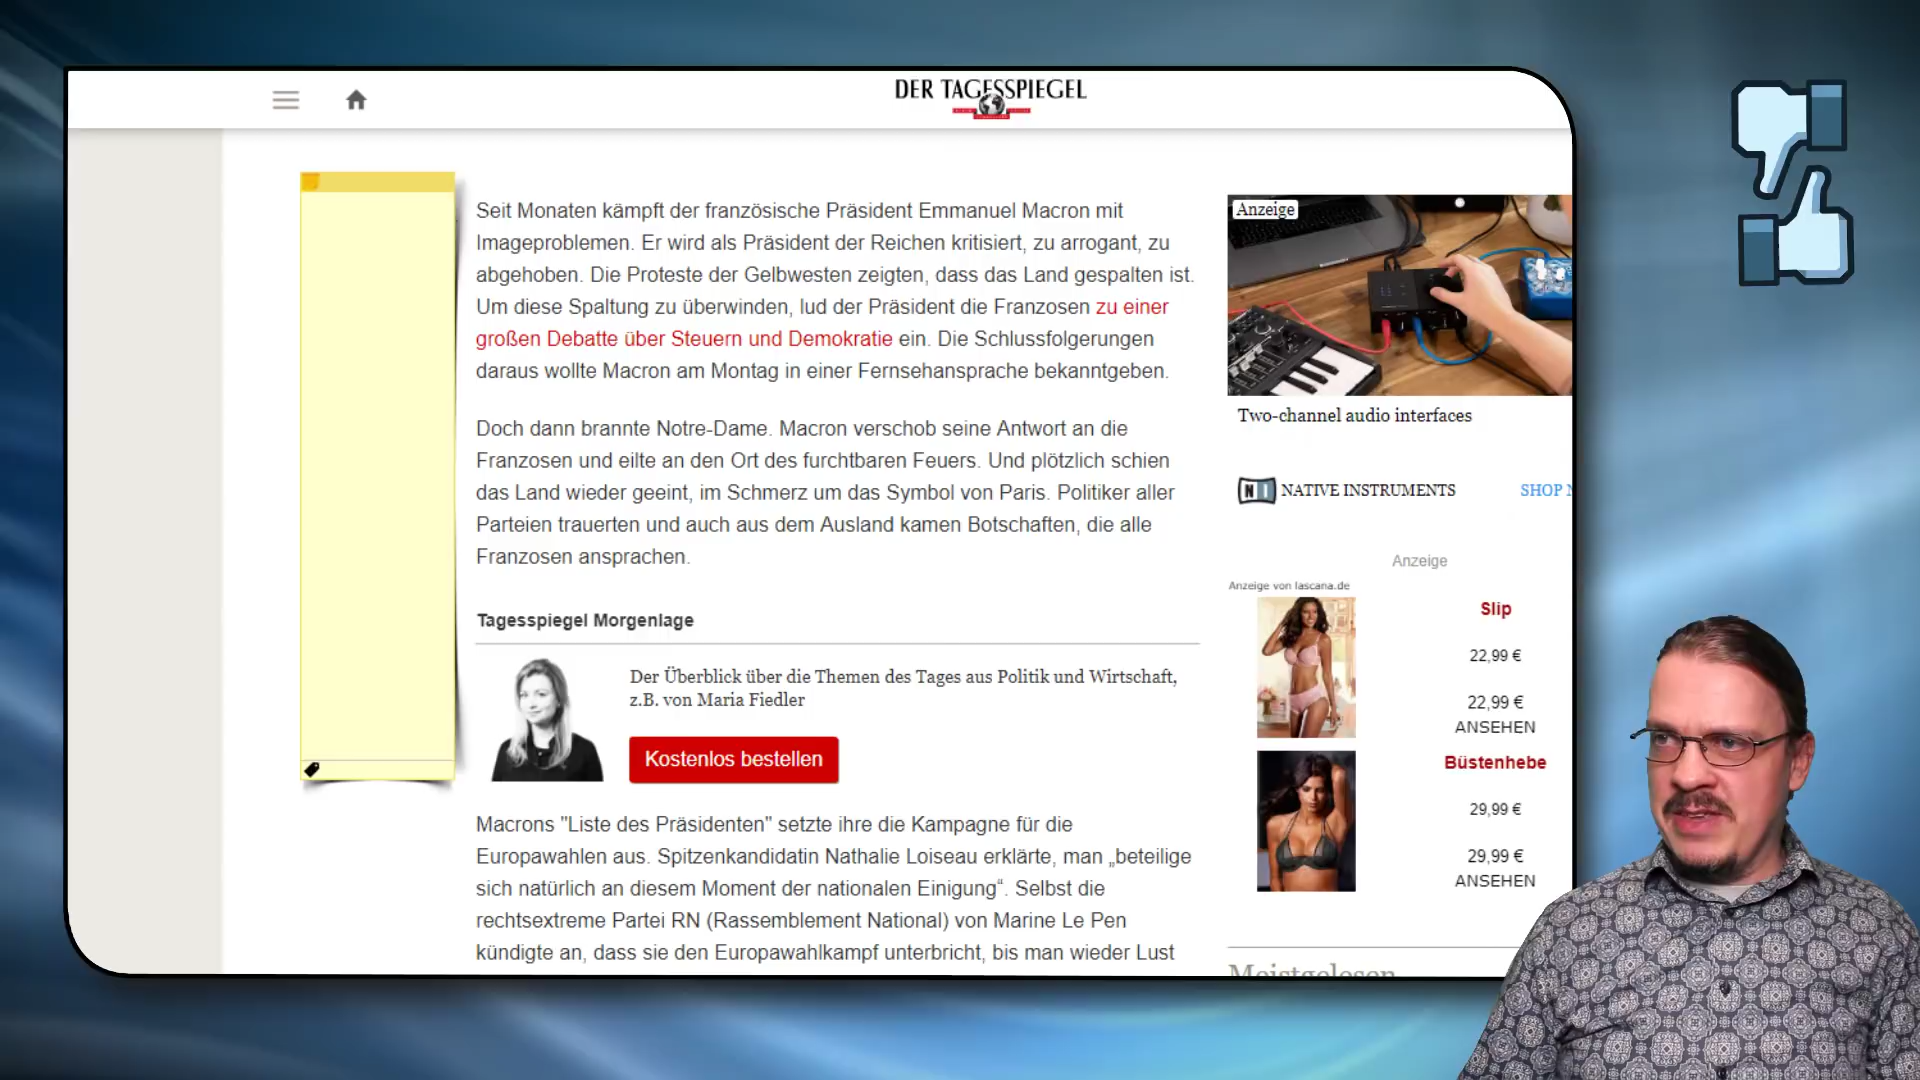 DER TAGESSPIEGEL
Seit Monaten kämpft der französische Präsident Emmanuel Macron mit
Imageproblemen. Er wird als Präsident der Reichen kritisiert, zu arrogant, zu
abgehoben. Die Proteste der Gelbwesten zeigten, dass das Land gespalten ist.
Um diese Spaltung zu überwinden, lud der Präsident die Franzosen zu einer
großen Debatte über Steuern und Demokratie ein. Die Schlussfolgerungen
daraus wollte Macron am Montag in einer Fernsehansprache bekanntgeben.
Doch dann brannte Notre-Dame. Macron verschob seine Antwort an die
Franzosen und eilte an den Ort des furchtbaren Feuers. Und plötzlich schien
das Land wieder geeint, im Schmerz um das Symbol von Paris. Politiker aller
Parteien trauerten und auch aus dem Ausland kamen Botschaften, die alle
Franzosen ansprachen.
Tagesspiegel Morgenlage
Der Überblick über die Themen des Tages aus Politik und Wirtschaft,
z.B. von Maria Fiedler
Kostenlos bestellen
Macrons "Liste des Präsidenten" setzte ihre die Kampagne für die
Europawahlen aus. Spitzenkandidatin Nathalie Loiseau erklärte, man „beteilige
sich natürlich an diesem Moment der nationalen Einigung“. Selbst die
rechtsextreme Partei RN (Rassemblement National) von Marine Le Pen
kündigte an, dass sie den Europawahlkampf unterbricht, bis man wieder Lust
Anzeige
Two-channel audio interfaces
NI NATIVE INSTRUMENTS
SHOP
Anzeige
Anzeige von lascana.de
Slip
22,99 €
22,99 €
ANSEHEN
Büstenhebe
29,99 €
29,99 €
ANSEHEN
Meistgelesen